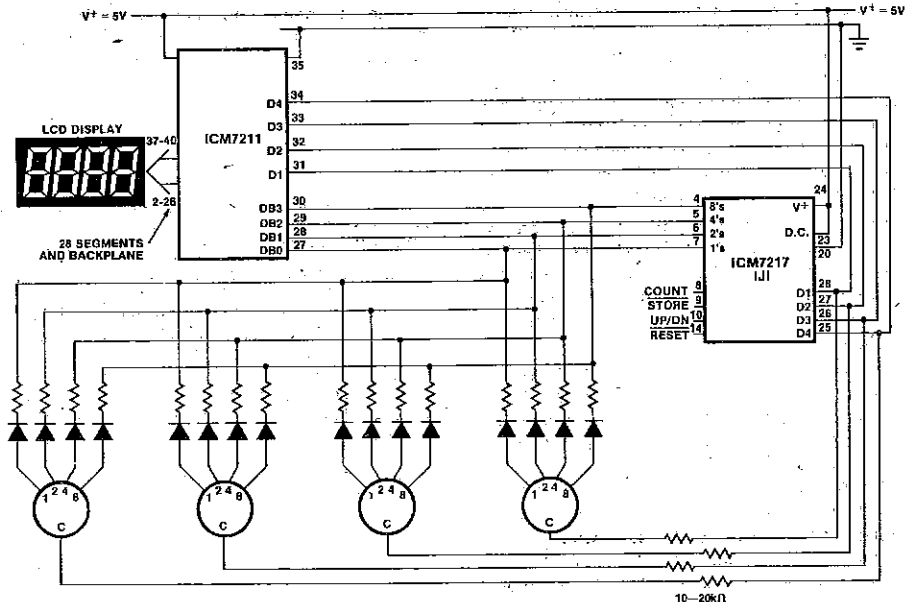 V+ = 5V
V+ = 5V
35
D4 34
D3 33
ICM7211
D2 32
D1 31
LCD DISPLAY
37-40
2-26
28 SEGMENTS
AND BACKPLANE
DB3 30
DB2 29
DB1 28
DB0 27
4 8's
5 4's
6 2's
7 1's
V+ 24
D.C.
23
20
ICM7217
IJI
COUNT 8
STORE 9
UP/DN 10
RESET 14
D1 28
D2 27
D3 26
D4 25
1 2 4 8
C
1 2 4 8
C
1 2 4 8
C
1 2 4 8
C
10—20kΩ